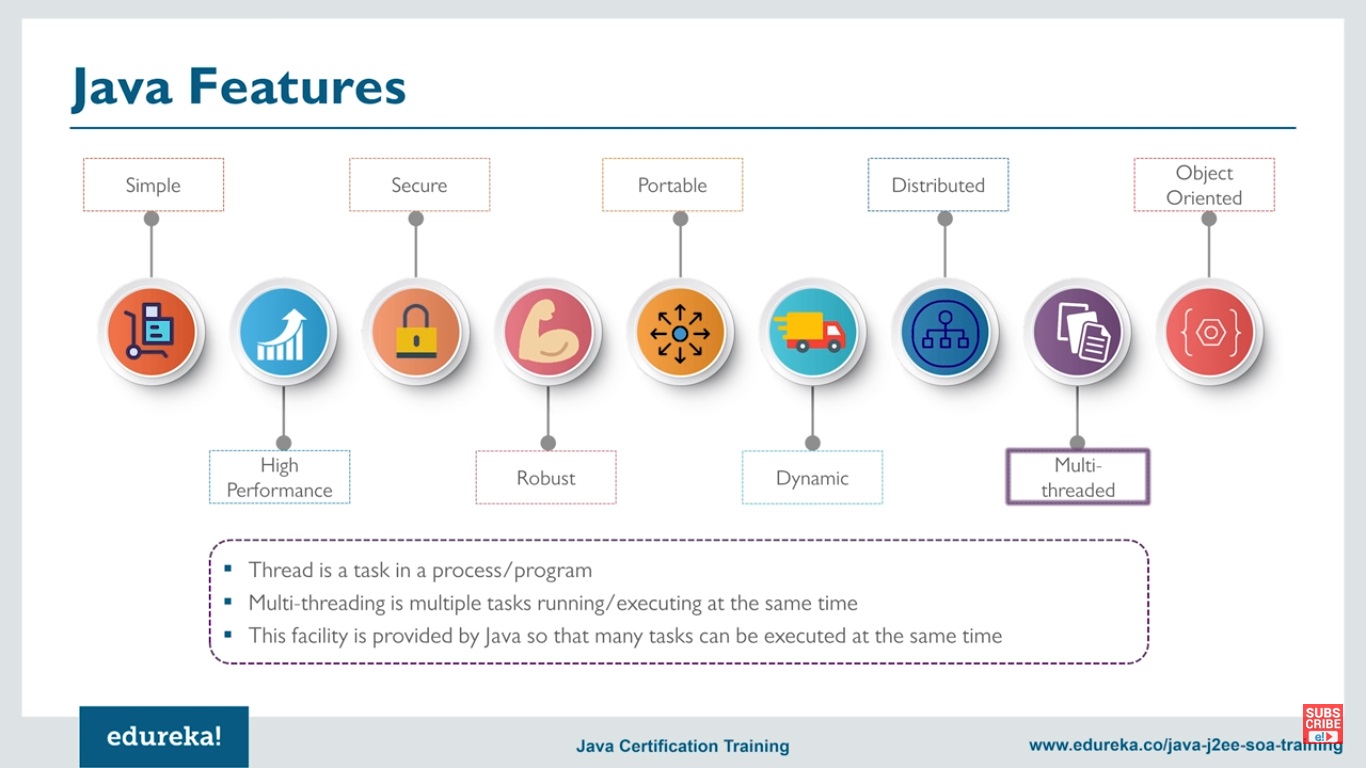 Java Features
Simple
Secure
Portable
Distributed
Object
Oriented
High
Performance
Robust
Dynamic
Multi-
threaded
▪ Thread is a task in a process/program
▪ Multi-threading is multiple tasks running/executing at the same time
▪ This facility is provided by Java so that many tasks can be executed at the same time
edureka!
Java Certification Training
www.edureka.co/java-j2ee-soa-training
SUBS
CRIBE
e!